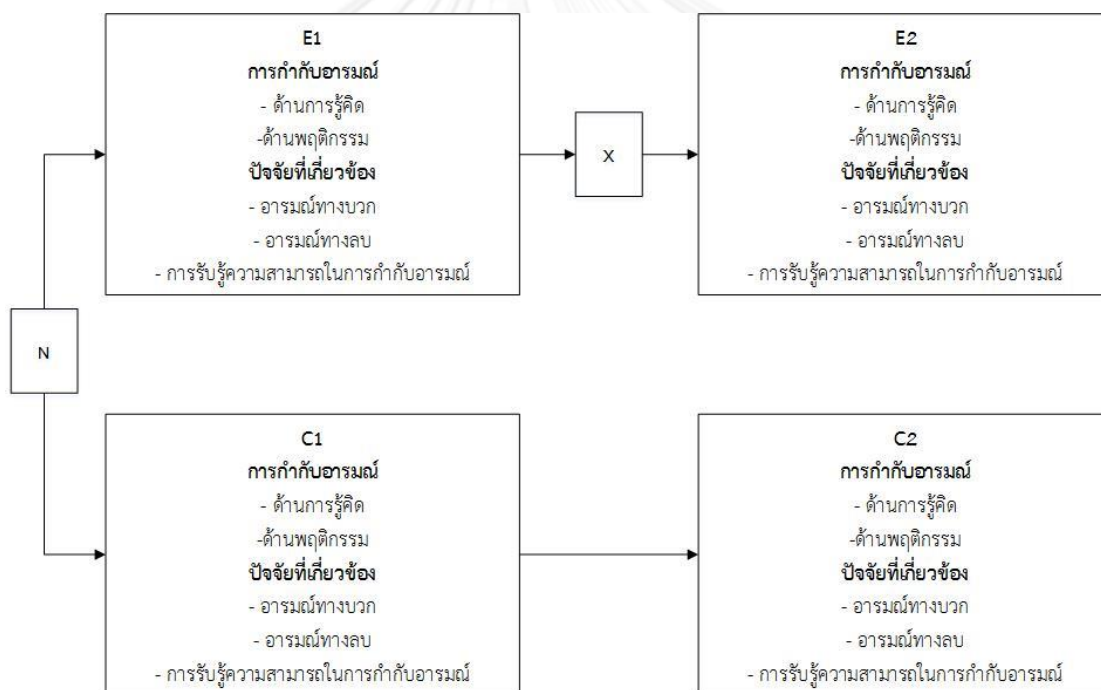 E1
การกำกับอารมณ์
- ด้านการรู้คิด
-ด้านพฤติกรรม
ปัจจัยที่เกี่ยวข้อง
- อารมณ์ทางบวก
- อารมณ์ทางลบ
- การรับรู้ความสามารถในการกำกับอารมณ์
X
E2
การกำกับอารมณ์
- ด้านการรู้คิด
-ด้านพฤติกรรม
ปัจจัยที่เกี่ยวข้อง
- อารมณ์ทางบวก
- อารมณ์ทางลบ
- การรับรู้ความสามารถในการกำกับอารมณ์
N
C1
การกำกับอารมณ์
- ด้านการรู้คิด
-ด้านพฤติกรรม
ปัจจัยที่เกี่ยวข้อง
- อารมณ์ทางบวก
- อารมณ์ทางลบ
- การรับรู้ความสามารถในการกำกับอารมณ์
C2
การกำกับอารมณ์
- ด้านการรู้คิด
-ด้านพฤติกรรม
ปัจจัยที่เกี่ยวข้อง
- อารมณ์ทางบวก
- อารมณ์ทางลบ
- การรับรู้ความสามารถในการกำกับอารมณ์